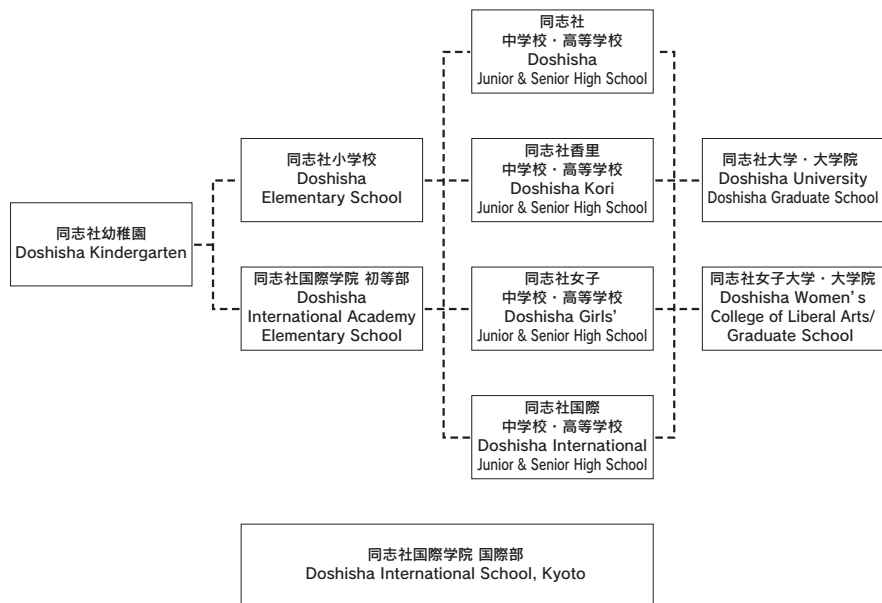 同志社幼稚園
Doshisha Kindergarten
同志社小学校
Doshisha
Elementary School
同志社国際学院 初等部
Doshisha
International Academy
Elementary School
同志社
中学校・高等学校
Doshisha
Junior & Senior High School
同志社香里
中学校・高等学校
Doshisha Kori
Junior & Senior High School
同志社女子
中学校・高等学校
Doshisha Girls’
Junior & Senior High School
同志社国際
中学校・高等学校
Doshisha International
Junior & Senior High School
同志社大学・大学院
Doshisha University
Doshisha Graduate School
同志社女子大学・大学院
Doshisha Women’s
College of Liberal Arts/
Graduate School
同志社国際学院 国際部
Doshisha International School, Kyoto